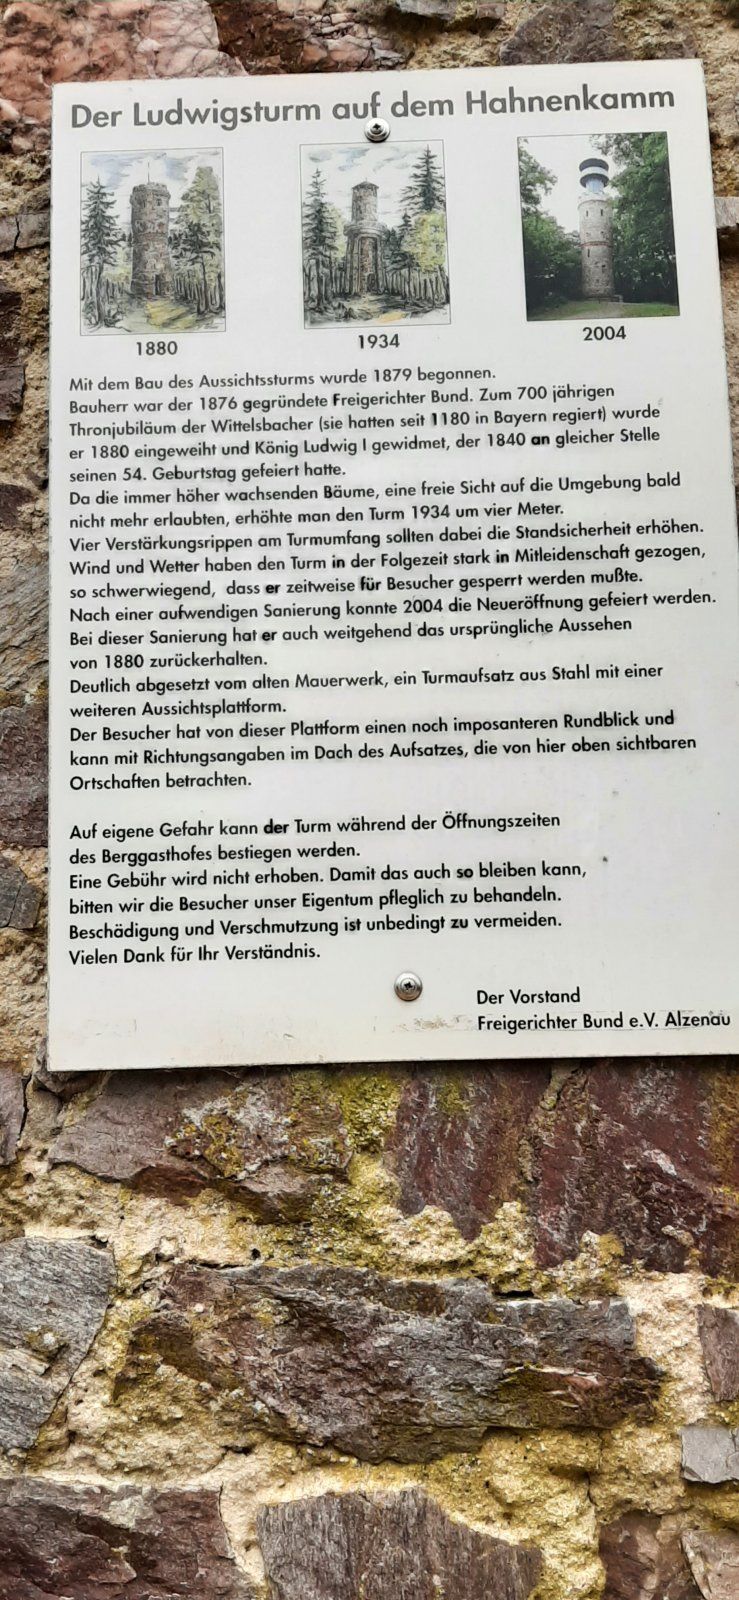 Der Ludwigsturm auf dem Hahnenkamm
1880
1934
2004
Mit dem Bau des Aussichtssturms wurde 1879 begonnen.
Bauherr war der 1876 gegründete Freigerichter Bund. Zum 700 jährigen
Thronjubiläum der Wittelsbacher (sie hatten seit 1180 in Bayern regiert) wurde
er 1880 eingeweiht und König Ludwig I gewidmet, der 1840 an gleicher Stelle
seinen 54. Geburtstag gefeiert hatte.
Da die immer höher wachsenden Bäume, eine freie Sicht auf die Umgebung bald
nicht mehr erlaubten, erhöhte man den Turm 1934 um vier Meter.
Vier Verstärkungsrippen am Turmumfang sollten dabei die Standsicherheit erhöhen.
Wind und Wetter haben den Turm in der Folgezeit stark in Mitleidenschaft gezogen,
so schwerwiegend, dass er zeitweise für Besucher gesperrt werden mußte.
Nach einer aufwendigen Sanierung konnte 2004 die Neueröffnung gefeiert werden.
Bei dieser Sanierung hat er auch weitgehend das ursprüngliche Aussehen
von 1880 zurückerhalten.
Deutlich abgesetzt vom alten Mauerwerk, ein Turmaufsatz aus Stahl mit einer
weiteren Aussichtsplattform.
Der Besucher hat von dieser Plattform einen noch imposanteren Rundblick und
kann mit Richtungsangaben im Dach des Aufsatzes, die von hier oben sichtbaren
Ortschaften betrachten.
Auf eigene Gefahr kann der Turm während der Öffnungszeiten
des Berggasthofes bestiegen werden.
Eine Gebühr wird nicht erhoben. Damit das auch so bleiben kann,
bitten wir die Besucher unser Eigentum pfleglich zu behandeln.
Beschädigung und Verschmutzung ist unbedingt zu vermeiden.
Vielen Dank für Ihr Verständnis.
Der Vorstand
Freigerichter Bund e.V. Alzenau